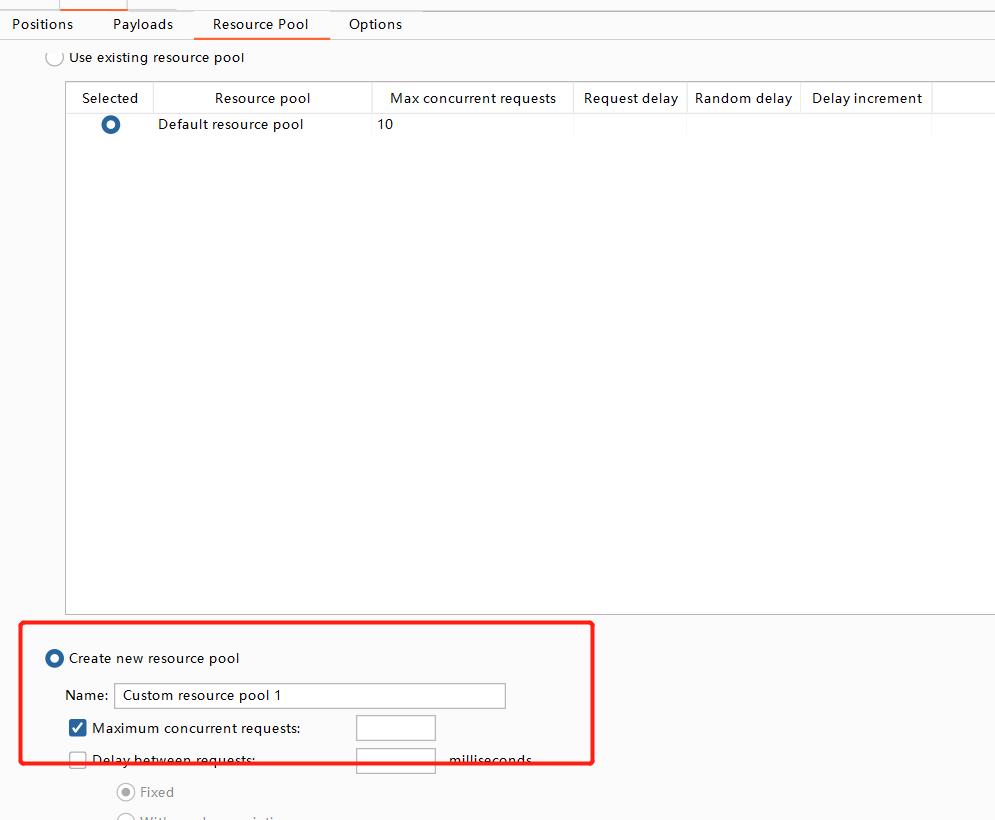 Positions Payloads Resource Pool Options
Use existing resource pool
Selected Resource pool Max concurrent requests Request delay Random delay Delay increment
Default resource pool 10
Create new resource pool
Name: Custom resource pool 1
Maximum concurrent requests:
Delay between requests: milliseconds
Fixed